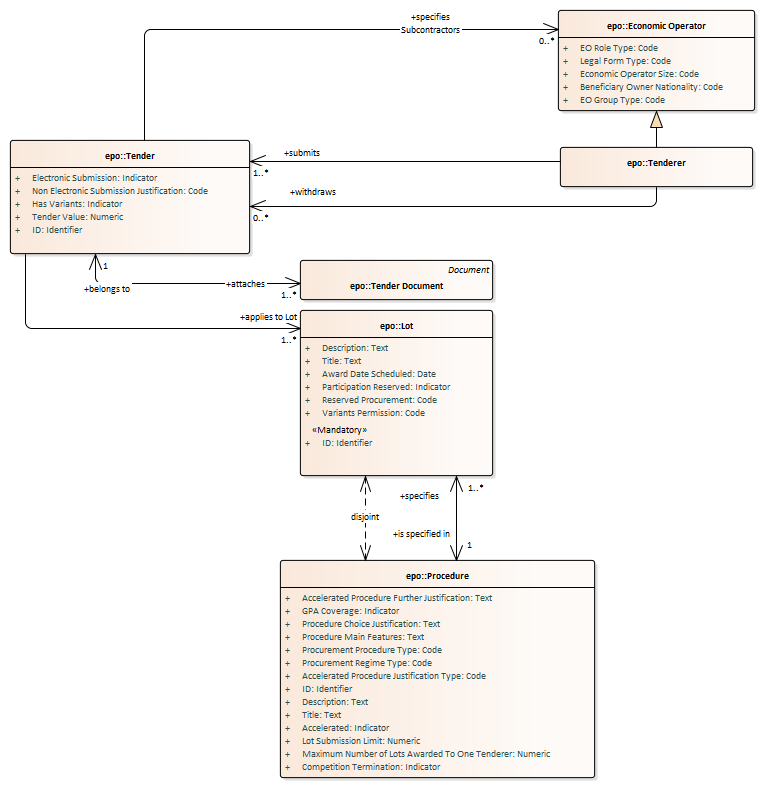 +specifies
Subcontractors
0..*
epo::Economic Operator
+ EO Role Type: Code
+ Legal Form Type: Code
+ Economic Operator Size: Code
+ Beneficiary Owner Nationality: Code
+ EO Group Type: Code
epo::Tender
+ Electronic Submission: Indicator
+ Non Electronic Submission Justification: Code
+ Has Variants: Indicator
+ Tender Value: Numeric
+ ID: Identifier
+submits
1..*
epo::Tenderer
+withdraws
0..*
1
+belongs to
+attaches
1..*
Document
epo::Tender Document
+applies to Lot
1..*
epo::Lot
+ Description: Text
+ Title: Text
+ Award Date Scheduled: Date
+ Participation Reserved: Indicator
+ Reserved Procurement: Code
+ Variants Permission: Code
«Mandatory»
+ ID: Identifier
1..*
+specifies
disjoint
+is specified in
1
epo::Procedure
+ Accelerated Procedure Further Justification: Text
+ GPA Coverage: Indicator
+ Procedure Choice Justification: Text
+ Procedure Main Features: Text
+ Procurement Procedure Type: Code
+ Procurement Regime Type: Code
+ Accelerated Procedure Justification Type: Code
+ ID: Identifier
+ Description: Text
+ Title: Text
+ Accelerated: Indicator
+ Lot Submission Limit: Numeric
+ Maximum Number of Lots Awarded To One Tenderer: Numeric
+ Competition Termination: Indicator